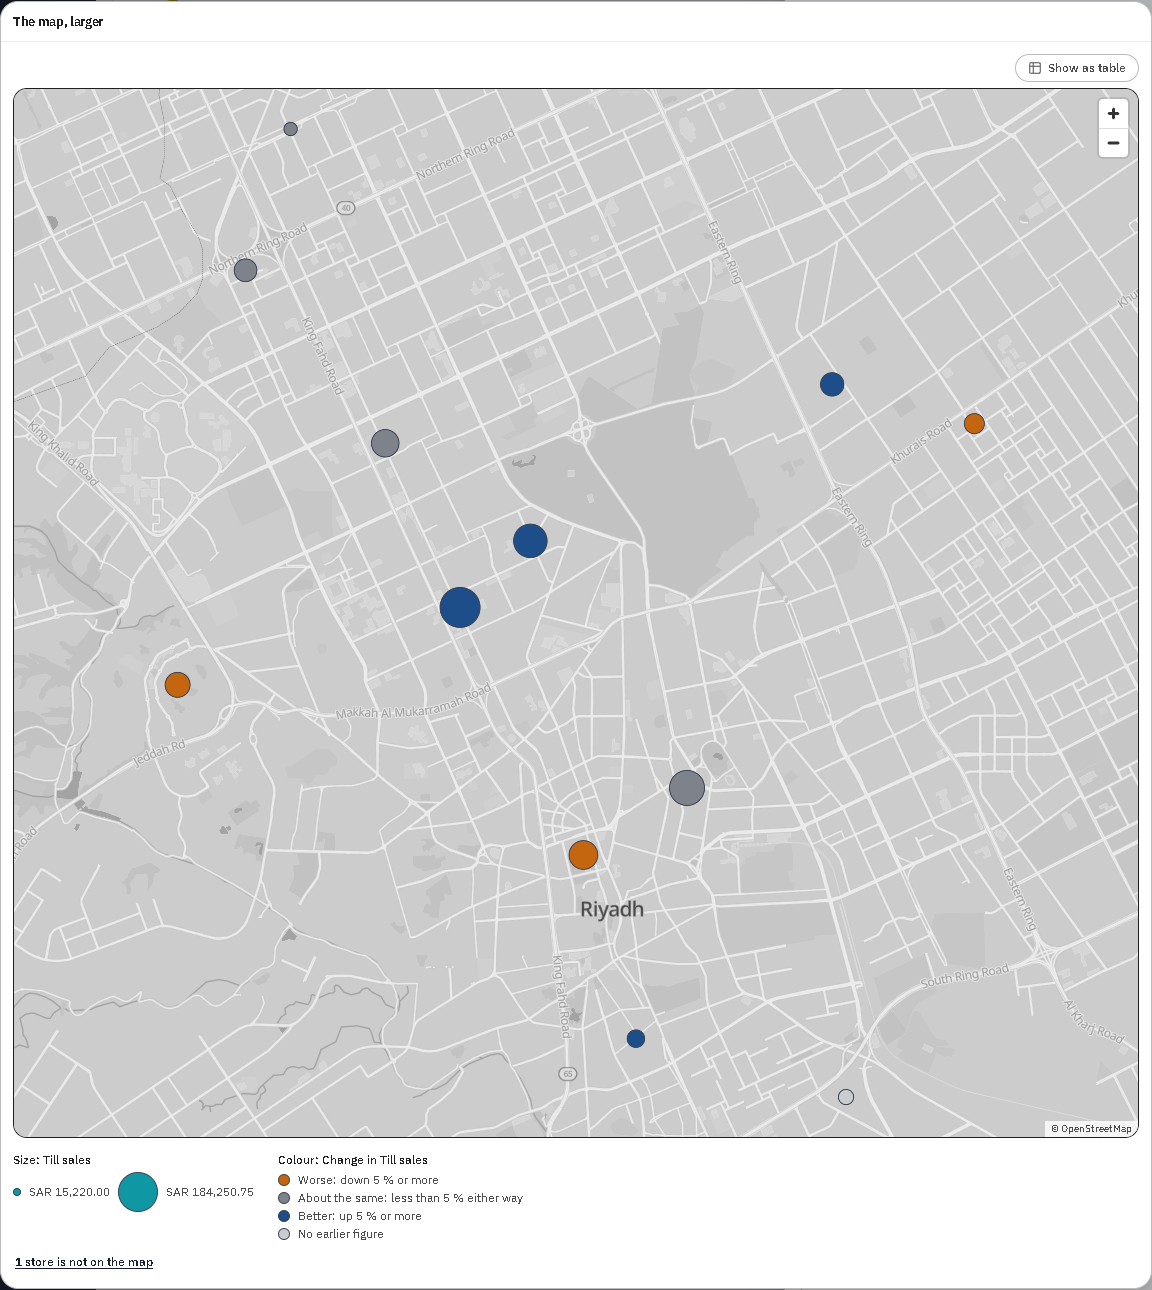 The map, larger
Show as table
+
−
Northern Ring Road
40
Northern Ring Road
Eastern Ring
King Fahd Road
King Khalid Road
Khurais Road
Eastern Ring
Makkah Al Mukarramah Road
Jeddah Rd
Road
Riyadh
Eastern Ring
King Fahd Road
South Ring Road
Al Kharj Road
65
© OpenStreetMap
Size: Till sales
SAR 15,220.00
SAR 184,250.75
Colour: Change in Till sales
Worse: down 5 % or more
About the same: less than 5 % either way
Better: up 5 % or more
No earlier figure
1 store is not on the map